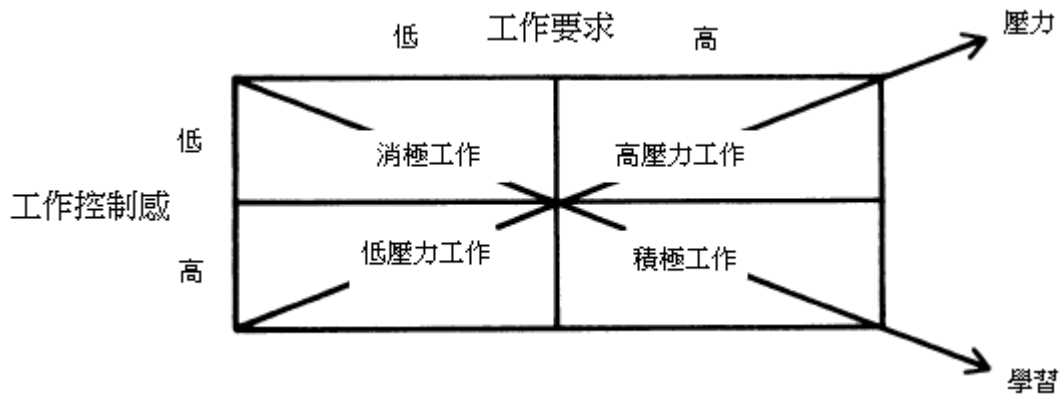 低 工作要求 高 壓力
低 消極工作 高壓力工作
工作控制感
高 低壓力工作 積極工作
學習